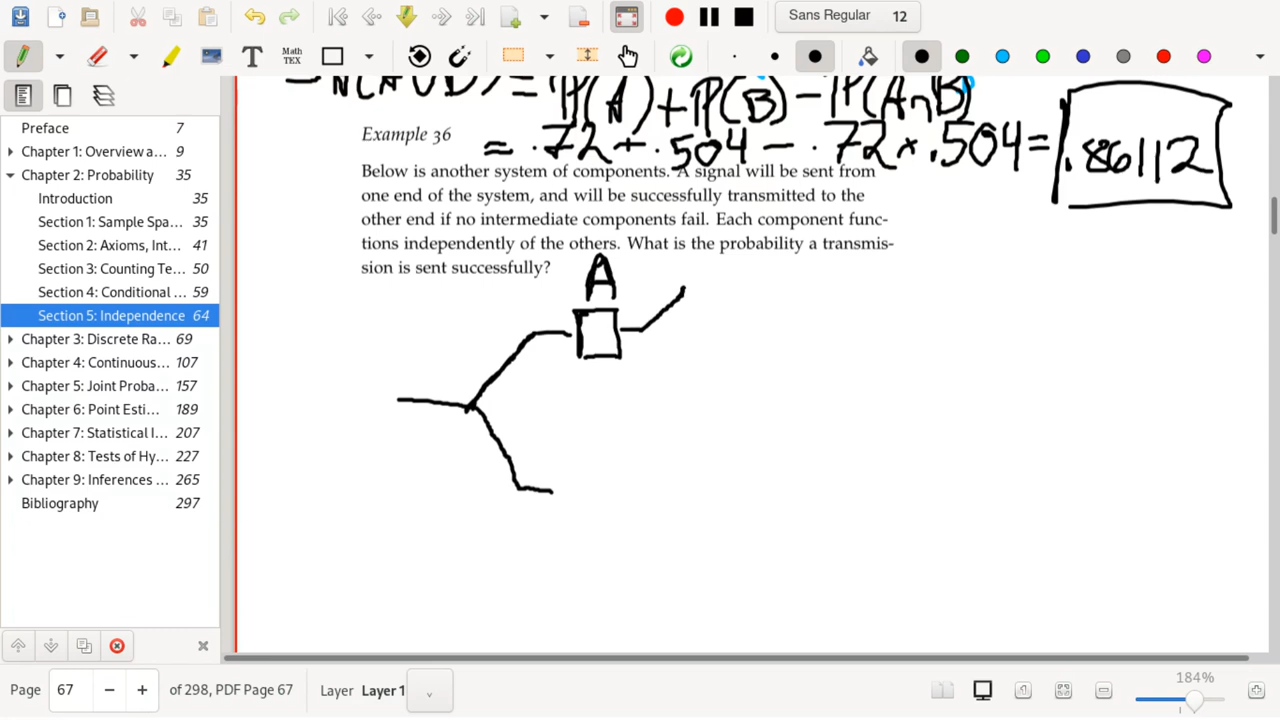 Sans Regular 12
T Math TEX
Preface 7
Chapter 1: Overview a... 9
Chapter 2: Probability 35
Introduction 35
Section 1: Sample Spa... 35
Section 2: Axioms, Int... 41
Section 3: Counting Te... 50
Section 4: Conditional ... 59
Section 5: Independence 64
Chapter 3: Discrete Ra... 69
Chapter 4: Continuous... 107
Chapter 5: Joint Proba... 157
Chapter 6: Point Esti... 189
Chapter 7: Statistical I... 207
Chapter 8: Tests of Hy... 227
Chapter 9: Inferences ... 265
Bibliography 297
= P(A)+P(B)−P(A∩B)
Example 36
= .72 + .504 − .72 × .504 = .86112
Below is another system of components. A signal will be sent from
one end of the system, and will be successfully transmitted to the
other end if no intermediate components fail. Each component func-
tions independently of the others. What is the probability a transmis-
sion is sent successfully?
A
Page 67 − + of 298, PDF Page 67 Layer Layer 1 184%